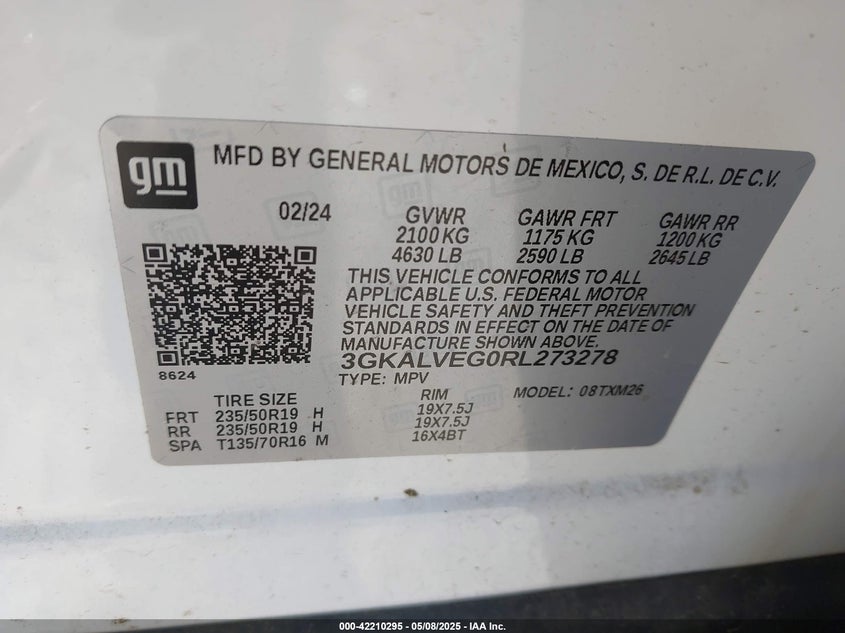 gm MFD BY GENERAL MOTORS DE MEXICO, S. DE R.L. DE C.V.
02/24 GVWR GAWR FRT GAWR RR
2100 KG 1175 KG 1200 KG
4630 LB 2590 LB 2645 LB
THIS VEHICLE CONFORMS TO ALL
APPLICABLE U.S. FEDERAL MOTOR
VEHICLE SAFETY AND THEFT PREVENTION
STANDARDS IN EFFECT ON THE DATE OF
MANUFACTURE SHOWN ABOVE.
8624 3GKALVEG0RL273278
TYPE: MPV MODEL: 08TXM26
TIRE SIZE RIM
FRT 235/50R19 H 19X7.5J
RR 235/50R19 H 19X7.5J
SPA T135/70R16 M 16X4BT
000-42210295 - 05/08/2025 - IAA Inc.